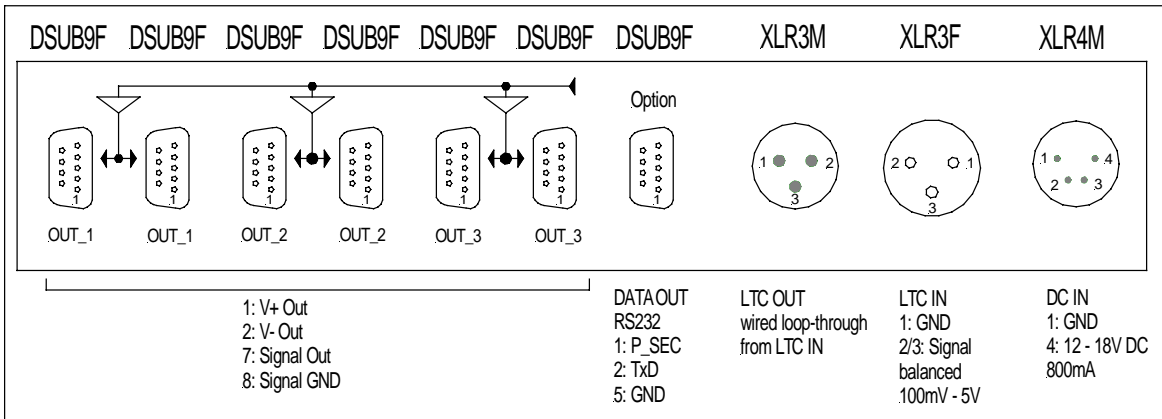 DSUB9F DSUB9F DSUB9F DSUB9F DSUB9F DSUB9F DSUB9F XLR3M XLR3F XLR4M
Option
1 2 3
2 1 3
1 4 2 3
1 1 1 1 1 1 1
OUT_1 OUT_1 OUT_2 OUT_2 OUT_3 OUT_3
1: V+ Out
2: V- Out
7: Signal Out
8: Signal GND
DATA OUT
RS232
1: P_SEC
2: TxD
5: GND
LTC OUT
wired loop-through
from LTC IN
LTC IN
1: GND
2/3: Signal
balanced
100mV - 5V
DC IN
1: GND
4: 12 - 18V DC
800mA